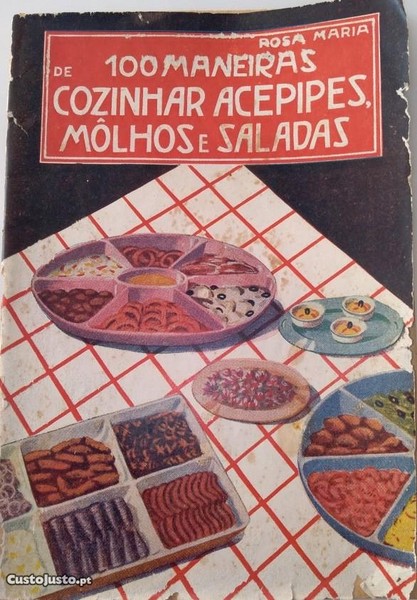 ROSA MARIA
100 MANEIRAS
DE
COZINHAR ACEPIPES,
MÔLHOS E SALADAS
CustoJusto.pt